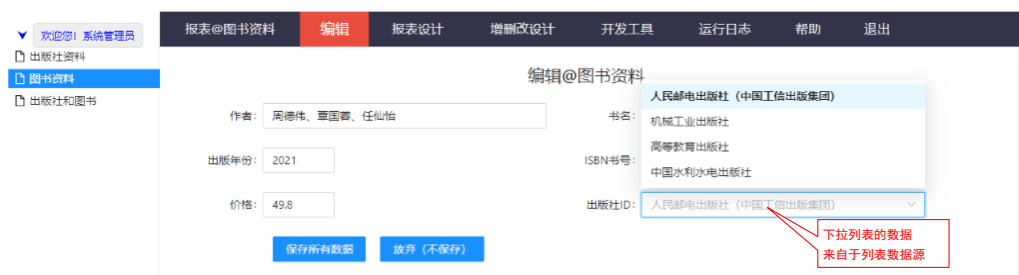 欢迎您！系统管理员
出版社资料
图书资料
出版社和图书
报表@图书资料 编辑 报表设计 增删改设计 开发工具 运行日志 帮助 退出
编辑@图书资料
作者: 周德伟、覃国蓉、任仙怡
书名:
人民邮电出版社（中国工信出版集团）
机械工业出版社
高等教育出版社
中国水利水电出版社
出版年份: 2021
ISBN书号:
价格: 49.8
出版社ID: 人民邮电出版社（中国工信出版集团）
保存所有数据 放弃（不保存）
下拉列表的数据
来自于列表数据源